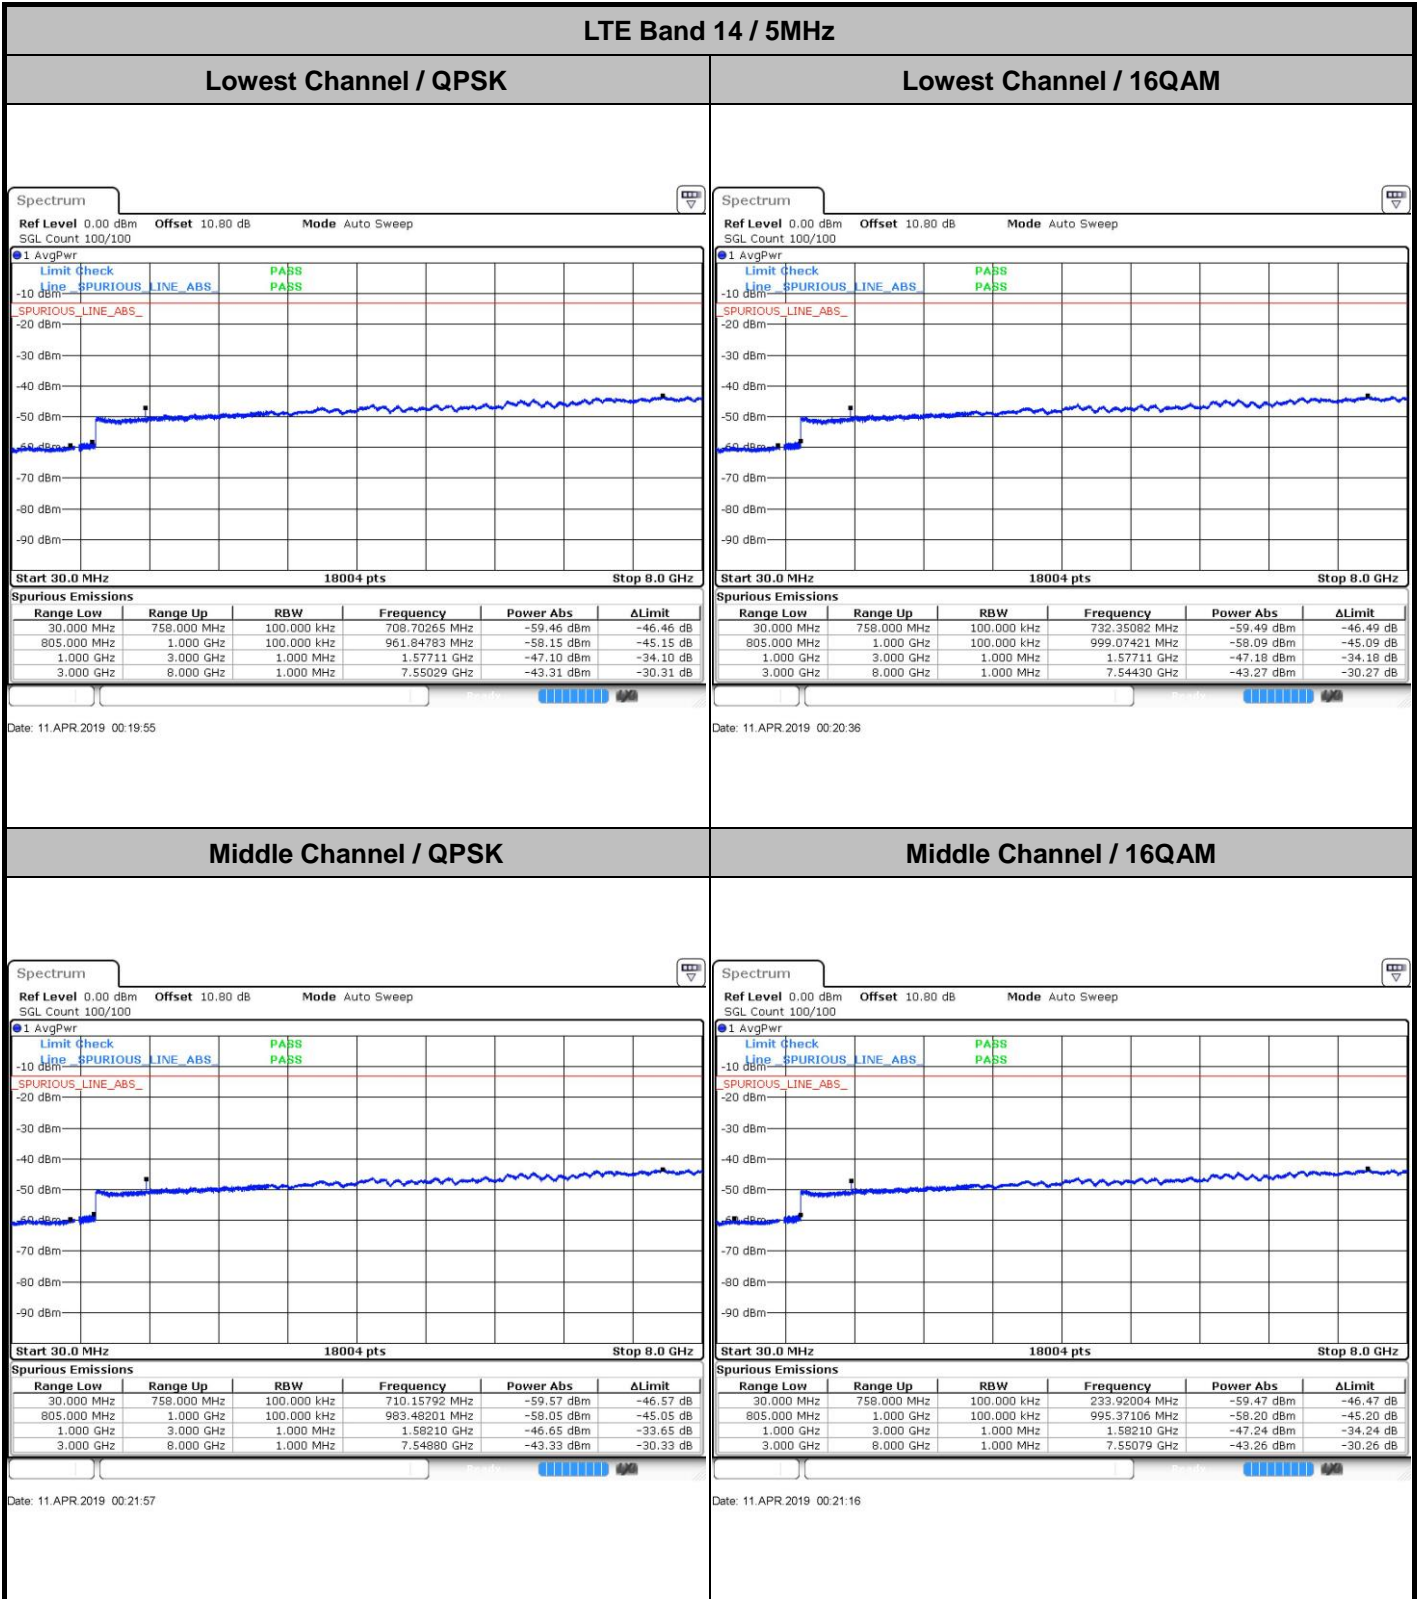 LTE Band 14 / 5MHz
Lowest Channel / QPSK
Lowest Channel / 16QAM
Spectrum
Ref Level 0.00 dBm Offset 10.80 dB Mode Auto Sweep
SGL Count 100/100
1 AvgPwr
Limit Check PASS
Line _SPURIOUS_LINE_ABS_ PASS
-10 dBm
_SPURIOUS_LINE_ABS_
-20 dBm
-30 dBm
-40 dBm
-50 dBm
-60 dBm
-70 dBm
-80 dBm
-90 dBm
Start 30.0 MHz 18004 pts Stop 8.0 GHz
Spurious Emissions
Range Low Range Up RBW Frequency Power Abs ΔLimit
30.000 MHz 758.000 MHz 100.000 kHz 708.70265 MHz -59.46 dBm -46.46 dB
805.000 MHz 1.000 GHz 100.000 kHz 961.84783 MHz -58.15 dBm -45.15 dB
1.000 GHz 3.000 GHz 1.000 MHz 1.57711 GHz -47.10 dBm -34.10 dB
3.000 GHz 8.000 GHz 1.000 MHz 7.55029 GHz -43.31 dBm -30.31 dB
Ready
Date: 11.APR.2019 00:19:55
Spectrum
Ref Level 0.00 dBm Offset 10.80 dB Mode Auto Sweep
SGL Count 100/100
1 AvgPwr
Limit Check PASS
Line _SPURIOUS_LINE_ABS_ PASS
-10 dBm
_SPURIOUS_LINE_ABS_
-20 dBm
-30 dBm
-40 dBm
-50 dBm
-60 dBm
-70 dBm
-80 dBm
-90 dBm
Start 30.0 MHz 18004 pts Stop 8.0 GHz
Spurious Emissions
Range Low Range Up RBW Frequency Power Abs ΔLimit
30.000 MHz 758.000 MHz 100.000 kHz 732.35082 MHz -59.49 dBm -46.49 dB
805.000 MHz 1.000 GHz 100.000 kHz 999.07421 MHz -58.09 dBm -45.09 dB
1.000 GHz 3.000 GHz 1.000 MHz 1.57711 GHz -47.18 dBm -34.18 dB
3.000 GHz 8.000 GHz 1.000 MHz 7.54430 GHz -43.27 dBm -30.27 dB
Ready
Date: 11.APR.2019 00:20:36
Middle Channel / QPSK
Middle Channel / 16QAM
Spectrum
Ref Level 0.00 dBm Offset 10.80 dB Mode Auto Sweep
SGL Count 100/100
1 AvgPwr
Limit Check PASS
Line _SPURIOUS_LINE_ABS_ PASS
-10 dBm
_SPURIOUS_LINE_ABS_
-20 dBm
-30 dBm
-40 dBm
-50 dBm
-60 dBm
-70 dBm
-80 dBm
-90 dBm
Start 30.0 MHz 18004 pts Stop 8.0 GHz
Spurious Emissions
Range Low Range Up RBW Frequency Power Abs ΔLimit
30.000 MHz 758.000 MHz 100.000 kHz 710.15792 MHz -59.57 dBm -46.57 dB
805.000 MHz 1.000 GHz 100.000 kHz 983.48201 MHz -58.05 dBm -45.05 dB
1.000 GHz 3.000 GHz 1.000 MHz 1.58210 GHz -46.65 dBm -33.65 dB
3.000 GHz 8.000 GHz 1.000 MHz 7.54880 GHz -43.33 dBm -30.33 dB
Ready
Date: 11.APR.2019 00:21:57
Spectrum
Ref Level 0.00 dBm Offset 10.80 dB Mode Auto Sweep
SGL Count 100/100
1 AvgPwr
Limit Check PASS
Line _SPURIOUS_LINE_ABS_ PASS
-10 dBm
_SPURIOUS_LINE_ABS_
-20 dBm
-30 dBm
-40 dBm
-50 dBm
-60 dBm
-70 dBm
-80 dBm
-90 dBm
Start 30.0 MHz 18004 pts Stop 8.0 GHz
Spurious Emissions
Range Low Range Up RBW Frequency Power Abs ΔLimit
30.000 MHz 758.000 MHz 100.000 kHz 233.92004 MHz -59.47 dBm -46.47 dB
805.000 MHz 1.000 GHz 100.000 kHz 995.37106 MHz -58.20 dBm -45.20 dB
1.000 GHz 3.000 GHz 1.000 MHz 1.58210 GHz -47.24 dBm -34.24 dB
3.000 GHz 8.000 GHz 1.000 MHz 7.55079 GHz -43.26 dBm -30.26 dB
Ready
Date: 11.APR.2019 00:21:16